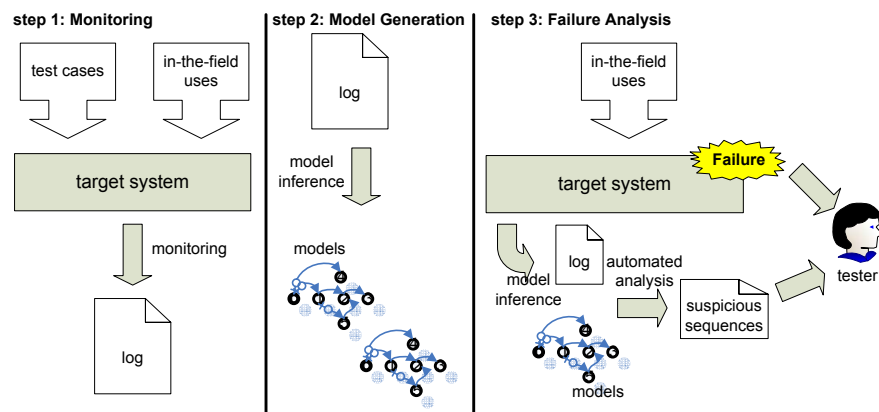 step 1: Monitoring
test cases
in-the-field
uses
target system
monitoring
log
step 2: Model Generation
log
model
inference
models
step 3: Failure Analysis
in-the-field
uses
Failure
target system
tester
model
inference
log
automated
analysis
suspicious
sequences
models